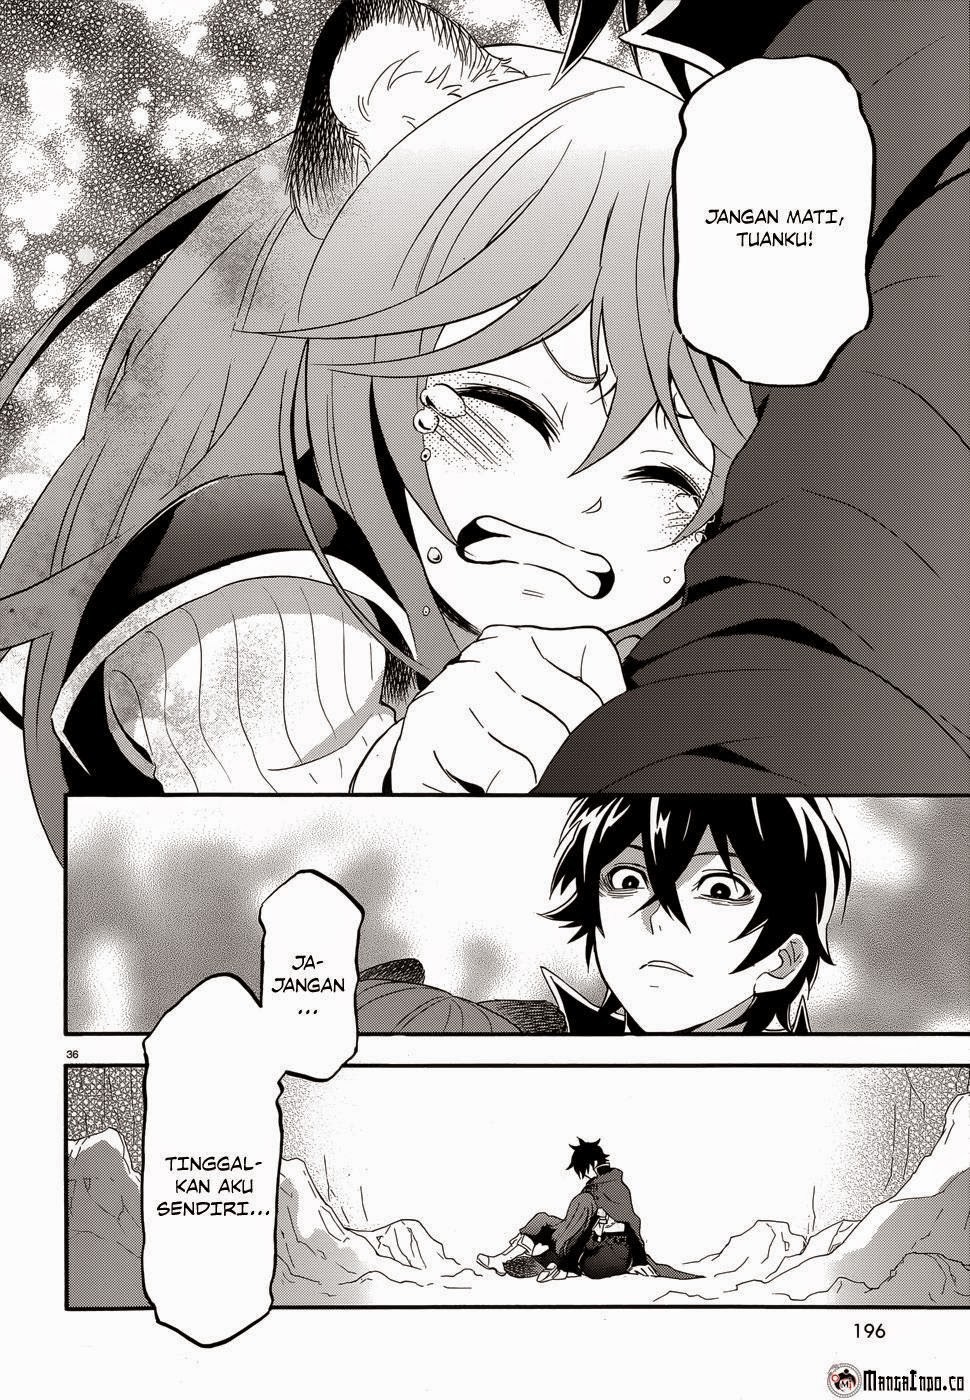 JANGAN MATI,
TUANKU!
JA-
JANGAN
...
TINGGAL-
KAN AKU
SENDIRI...
36
196
MANGAINDO.CO